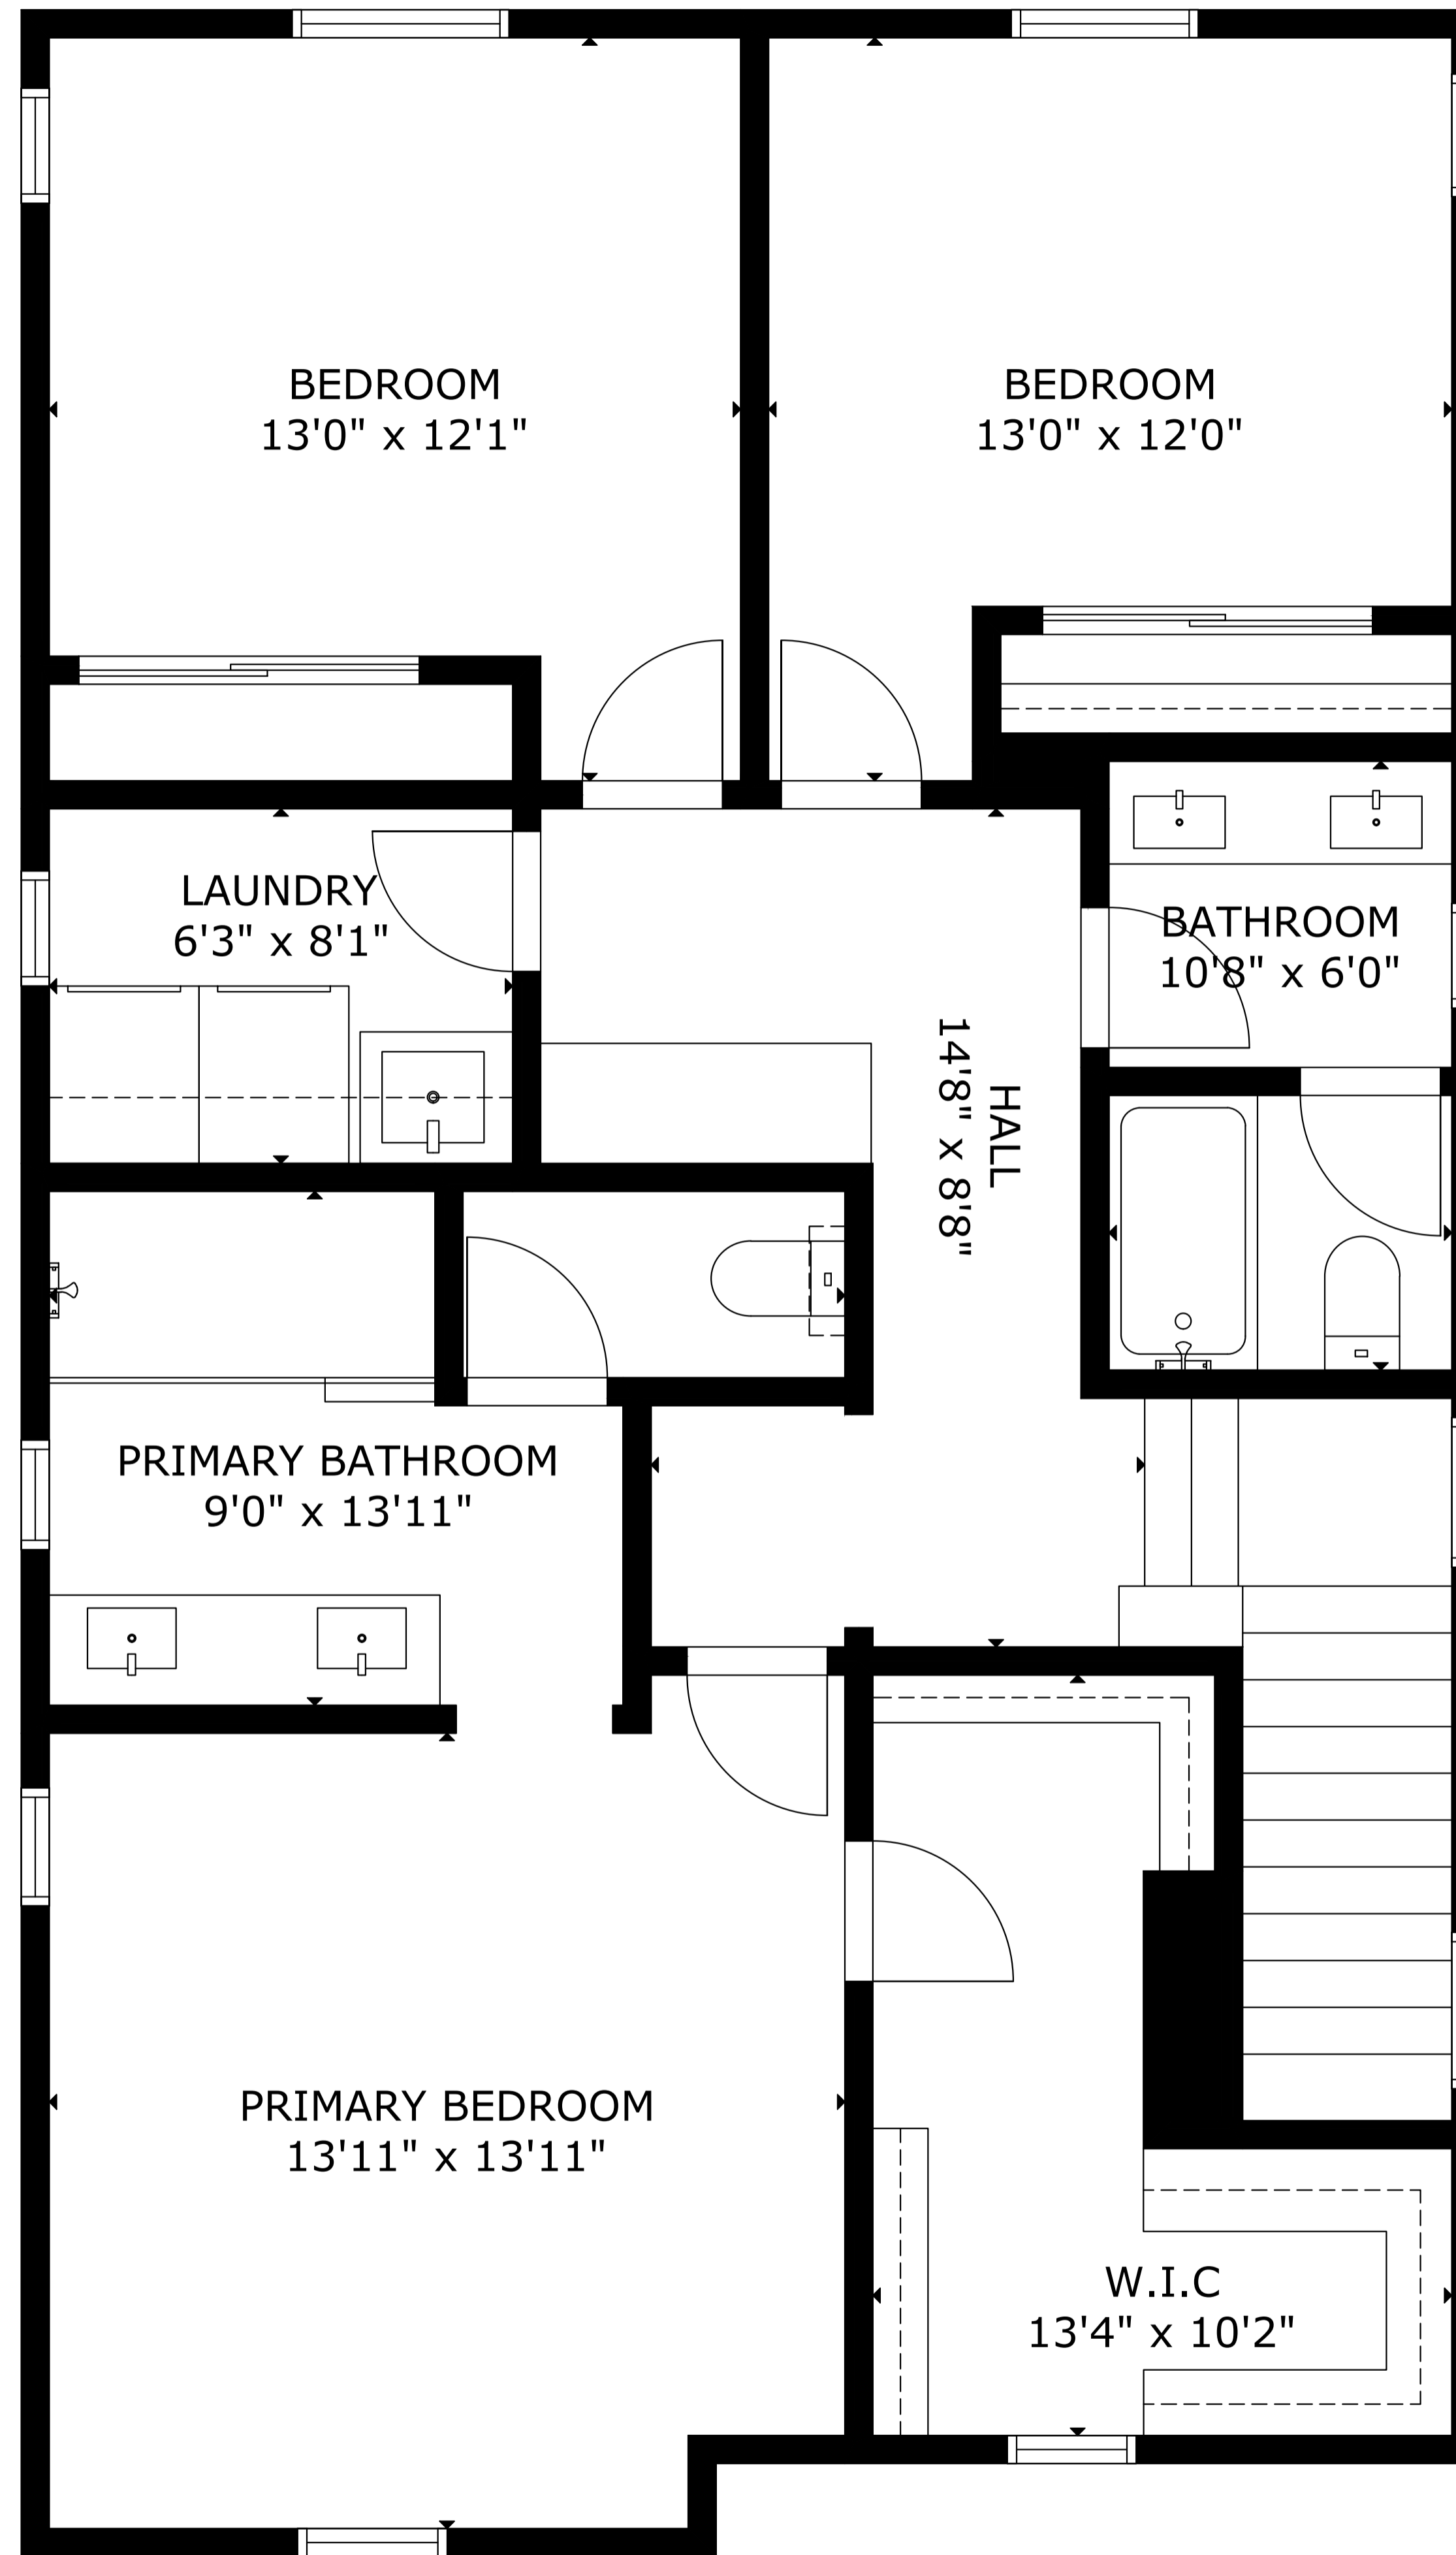 BEDROOM
13'0" x 12'1"
BEDROOM
13'0" x 12'0"
LAUNDRY
6'3" x 8'1"
BATHROOM
10'8" x 6'0"
HALL
14'8" x 8'8"
PRIMARY BATHROOM
9'0" x 13'11"
PRIMARY BEDROOM
13'11" x 13'11"
W.I.C
13'4" x 10'2"